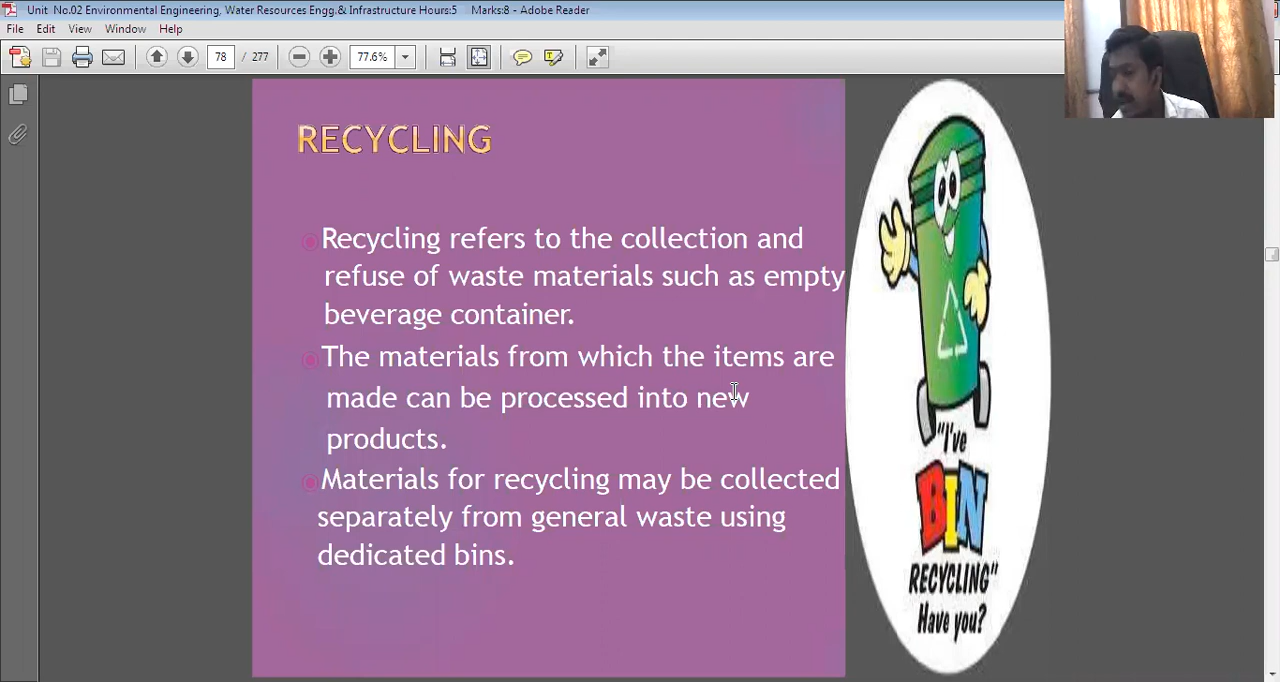 Unit No.02 Environmental Engineering, Water Resources Engg.& Infrastructure Hours:5 Marks:8 - Adobe Reader
File Edit View Window Help
78 / 277 77.6%
RECYCLING
Recycling refers to the collection and
refuse of waste materials such as empty
beverage container.
The materials from which the items are
made can be processed into new
products.
Materials for recycling may be collected
separately from general waste using
dedicated bins.
"I've
BIN
RECYCLING"
Have you?